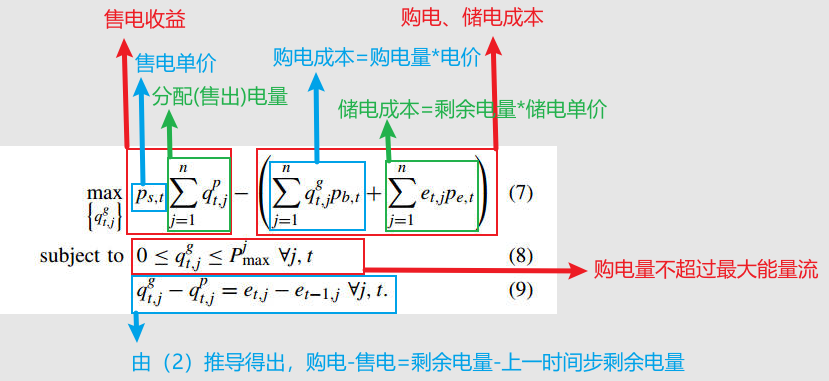 售电收益
购电、储电成本
售电单价
购电成本=购电量*电价
分配(售出)电量
储电成本=剩余电量*储电单价
max_{\{q^g_{t,j}\}} p_{s,t} \sum_{j=1}^{n} q^p_{t,j} - \left( \sum_{j=1}^{n} q^g_{t,j} p_{b,t} + \sum_{j=1}^{n} e_{t,j} p_{e,t} \right) (7)
subject to 0 ≤ q^g_{t,j} ≤ P^j_{max} ∀j, t (8)
购电量不超过最大能量流
q^g_{t,j} - q^p_{t,j} = e_{t,j} - e_{t-1,j} ∀j, t. (9)
由（2）推导得出，购电-售电=剩余电量-上一时间步剩余电量